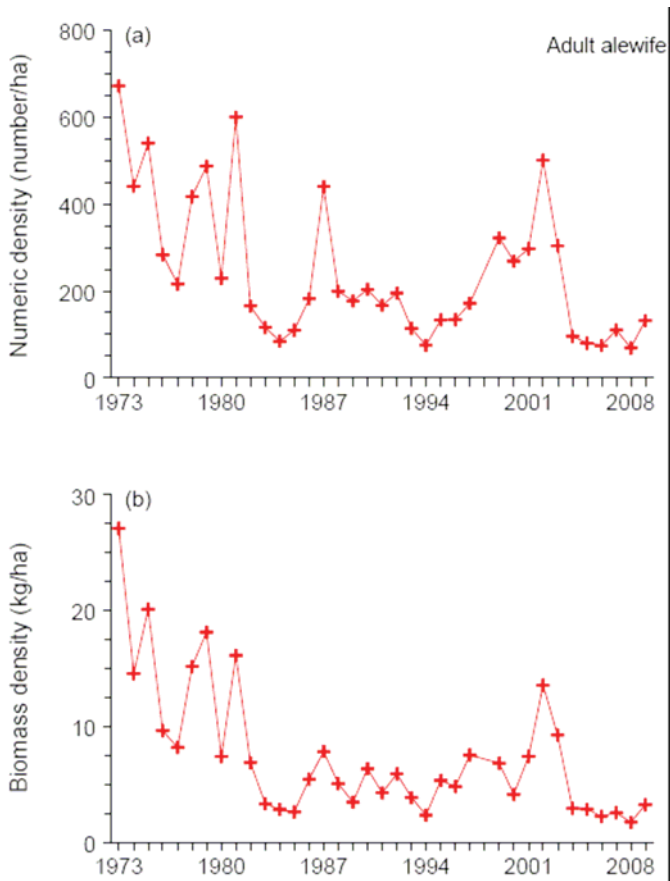 (a)
Adult alewife
Numeric density (number/ha)
800
600
400
200
0
1973 1980 1987 1994 2001 2008
(b)
Biomass density (kg/ha)
30
20
10
0
1973 1980 1987 1994 2001 2008